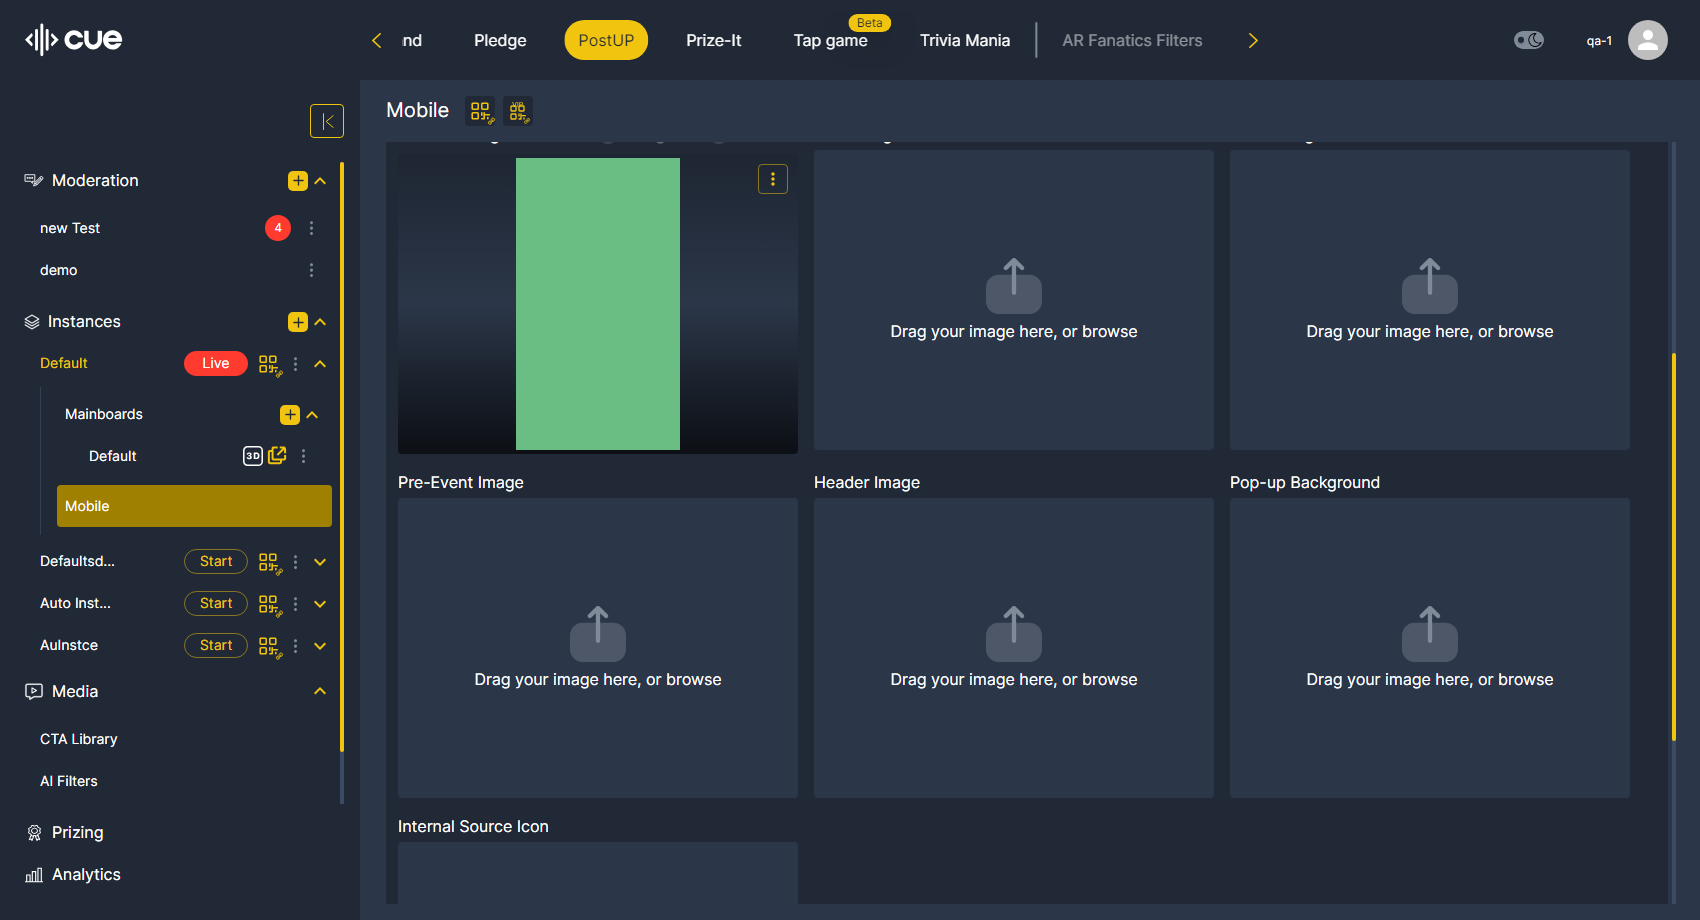 cue
nd
Pledge
PostUP
Prize-It
Beta
Tap game
Trivia Mania
AR Fanatics Filters
qa-1
Mobile
Moderation
new Test
4
demo
Instances
Default
Live
Mainboards
Default
3D
Mobile
Defaultsd...
Start
Auto Inst...
Start
AuInstce
Start
Media
CTA Library
AI Filters
Prizing
Analytics
Drag your image here, or browse
Drag your image here, or browse
Pre-Event Image
Header Image
Pop-up Background
Drag your image here, or browse
Drag your image here, or browse
Drag your image here, or browse
Internal Source Icon